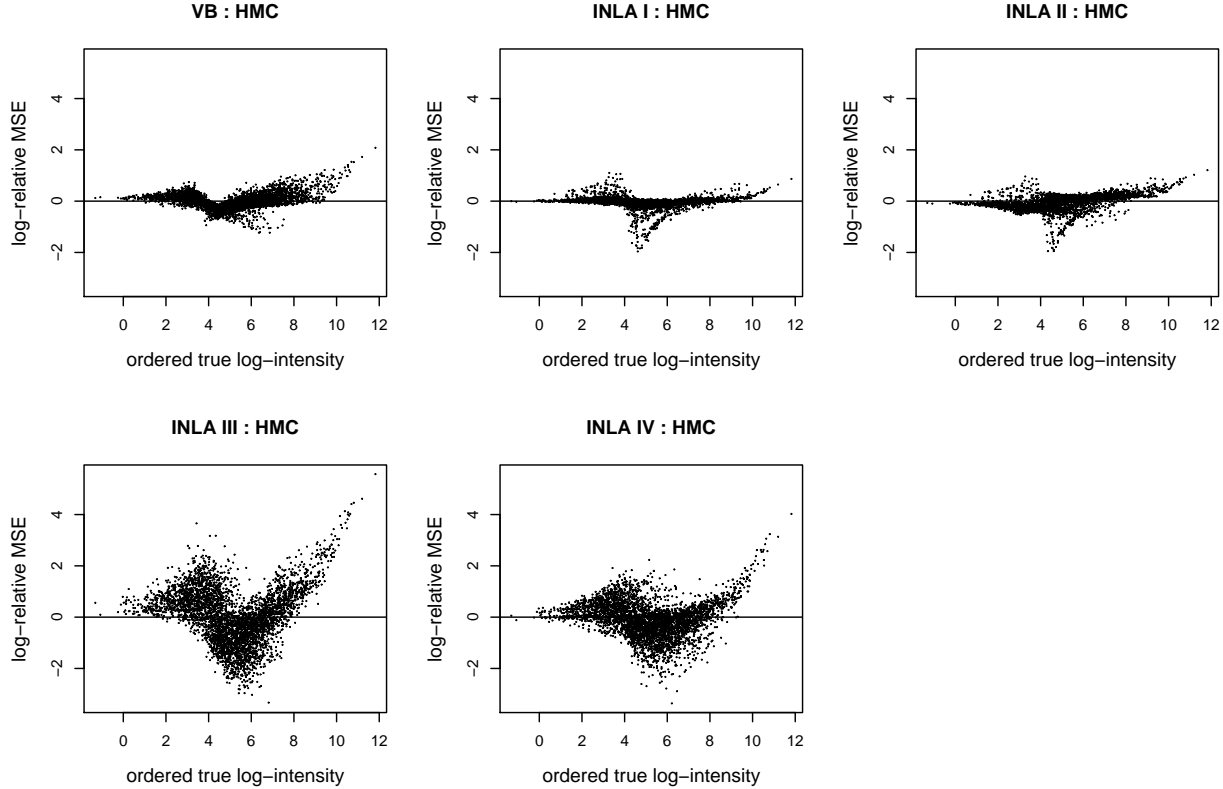 VB : HMC
INLA I : HMC
INLA II : HMC
log−relative MSE
4
2
0
−2
0 2 4 6 8 10 12
ordered true log−intensity
log−relative MSE
4
2
0
−2
0 2 4 6 8 10 12
ordered true log−intensity
log−relative MSE
4
2
0
−2
0 2 4 6 8 10 12
ordered true log−intensity
INLA III : HMC
INLA IV : HMC
log−relative MSE
4
2
0
−2
0 2 4 6 8 10 12
ordered true log−intensity
log−relative MSE
4
2
0
−2
0 2 4 6 8 10 12
ordered true log−intensity